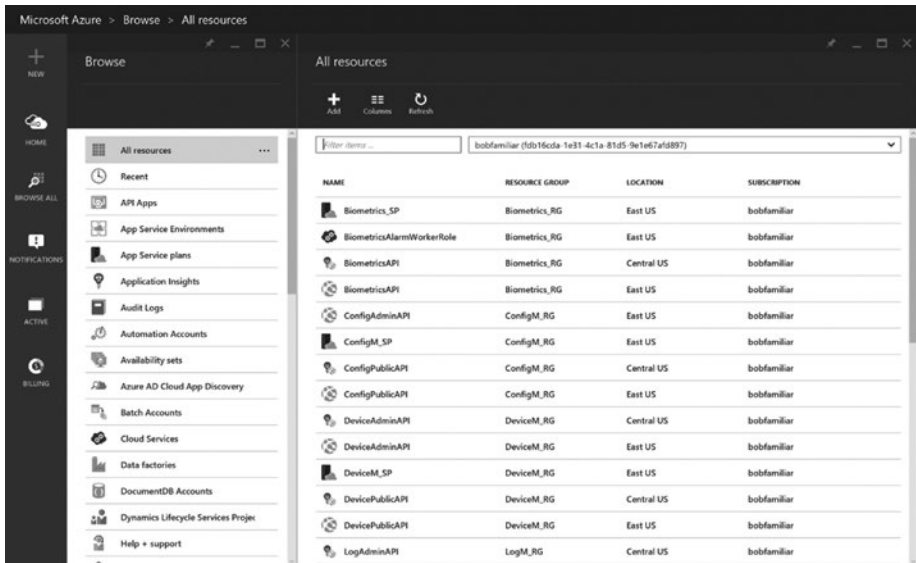 Microsoft Azure > Browse > All resources
NEW
HOME
BROWSE ALL
NOTIFICATIONS
ACTIVE
BILLING
Browse
All resources
Recent
API Apps
App Service Environments
App Service plans
Application Insights
Audit Logs
Automation Accounts
Availability sets
Azure AD Cloud App Discovery
Batch Accounts
Cloud Services
Data factories
DocumentDB Accounts
Dynamics Lifecycle Services Projec
Help + support
All resources
Add Columns Refresh
Filter items ... bobfamiliar (fdb16cda-1e31-4c1a-81d5-9e1e67afd897)
NAME RESOURCE GROUP LOCATION SUBSCRIPTION
Biometrics_SP Biometrics_RG East US bobfamiliar
BiometricsAlarmWorkerRole Biometrics_RG East US bobfamiliar
BiometricsAPI Biometrics_RG Central US bobfamiliar
BiometricsAPI Biometrics_RG East US bobfamiliar
ConfigAdminAPI ConfigM_RG East US bobfamiliar
ConfigM_SP ConfigM_RG East US bobfamiliar
ConfigPublicAPI ConfigM_RG Central US bobfamiliar
ConfigPublicAPI ConfigM_RG East US bobfamiliar
DeviceAdminAPI DeviceM_RG Central US bobfamiliar
DeviceAdminAPI DeviceM_RG East US bobfamiliar
DeviceM_SP DeviceM_RG East US bobfamiliar
DevicePublicAPI DeviceM_RG Central US bobfamiliar
DevicePublicAPI DeviceM_RG East US bobfamiliar
LogAdminAPI LogM_RG Central US bobfamiliar